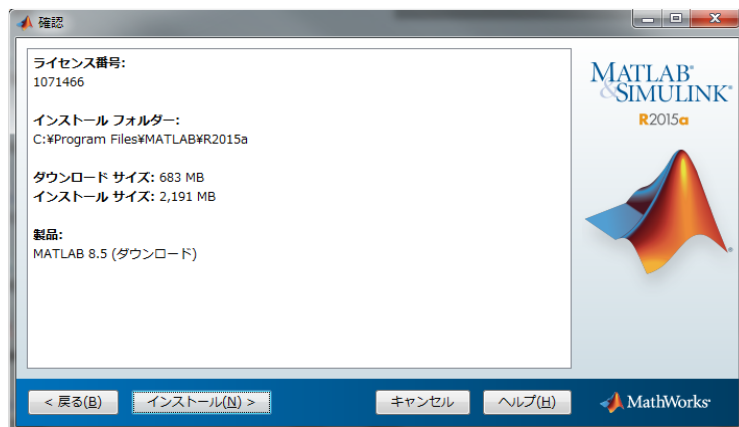 確認
ライセンス番号:
1071466
インストール フォルダー:
C:¥Program Files¥MATLAB¥R2015a
ダウンロード サイズ: 683 MB
インストール サイズ: 2,191 MB
製品:
MATLAB 8.5 (ダウンロード)
MATLAB®
&SIMULINK®
R2015a
< 戻る(B)
インストール(N) >
キャンセル
ヘルプ(H)
MathWorks®